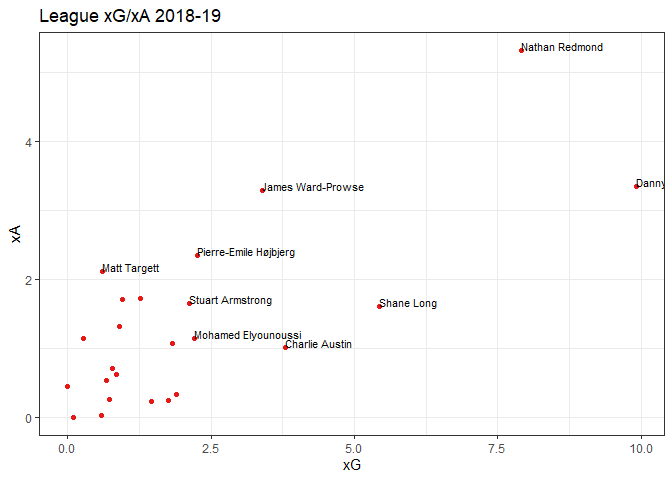 League xG/xA 2018-19
Nathan Redmond
Danny
James Ward-Prowse
Pierre-Emile Højbjerg
Matt Targett
Stuart Armstrong
Shane Long
Mohamed Elyounoussi
Charlie Austin
xA
4
2
0
0.0
2.5
5.0
7.5
10.0
xG